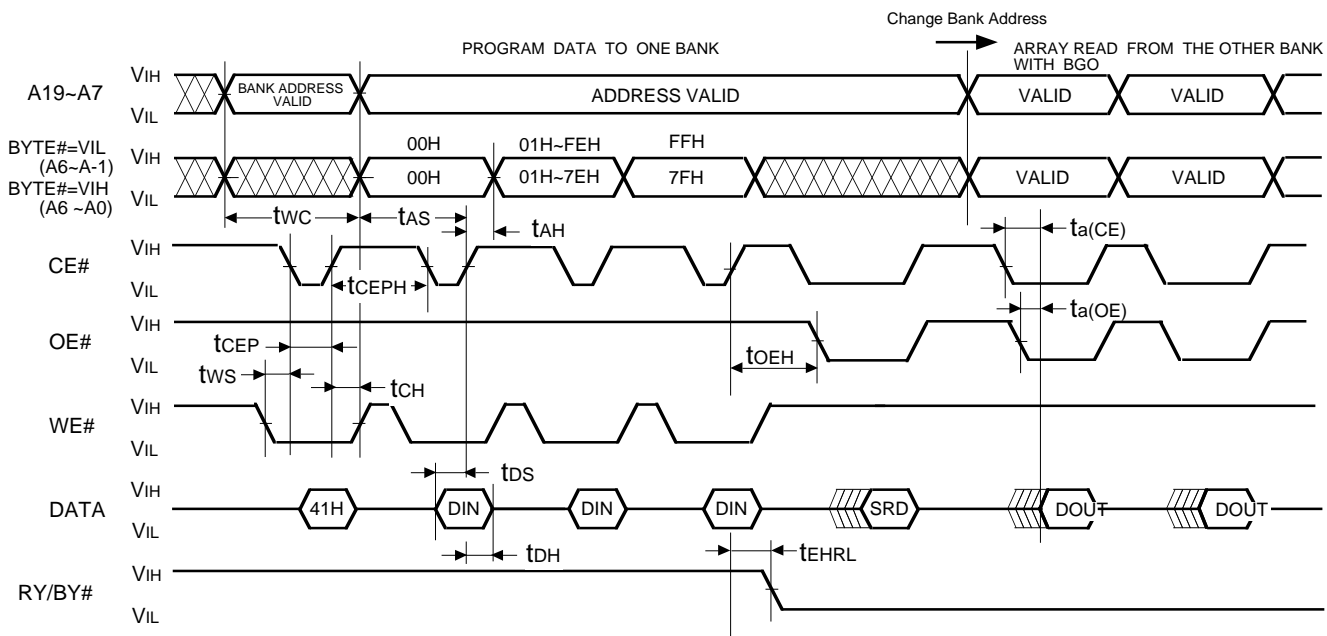 Change Bank Address
PROGRAM DATA TO ONE BANK
ARRAY READ FROM THE OTHER BANK
WITH BGO
A19~A7
VIH
VIL
BANK ADDRESS
VALID
ADDRESS VALID
VALID
VALID
BYTE#=VIL
(A6~A-1)
BYTE#=VIH
(A6 ~A0)
VIH
VIL
00H
01H~FEH
FFH
00H
01H~7EH
7FH
VALID
VALID
tWC
tAS
tAH
ta(CE)
CE#
VIH
VIL
tCEPH
ta(OE)
OE#
VIH
VIL
tCEP
tOEH
tWS
tCH
WE#
VIH
VIL
tDS
DATA
VIH
VIL
41H
DIN
DIN
DIN
SRD
DOUT
DOUT
tDH
tEHRL
RY/BY#
VIH
VIL